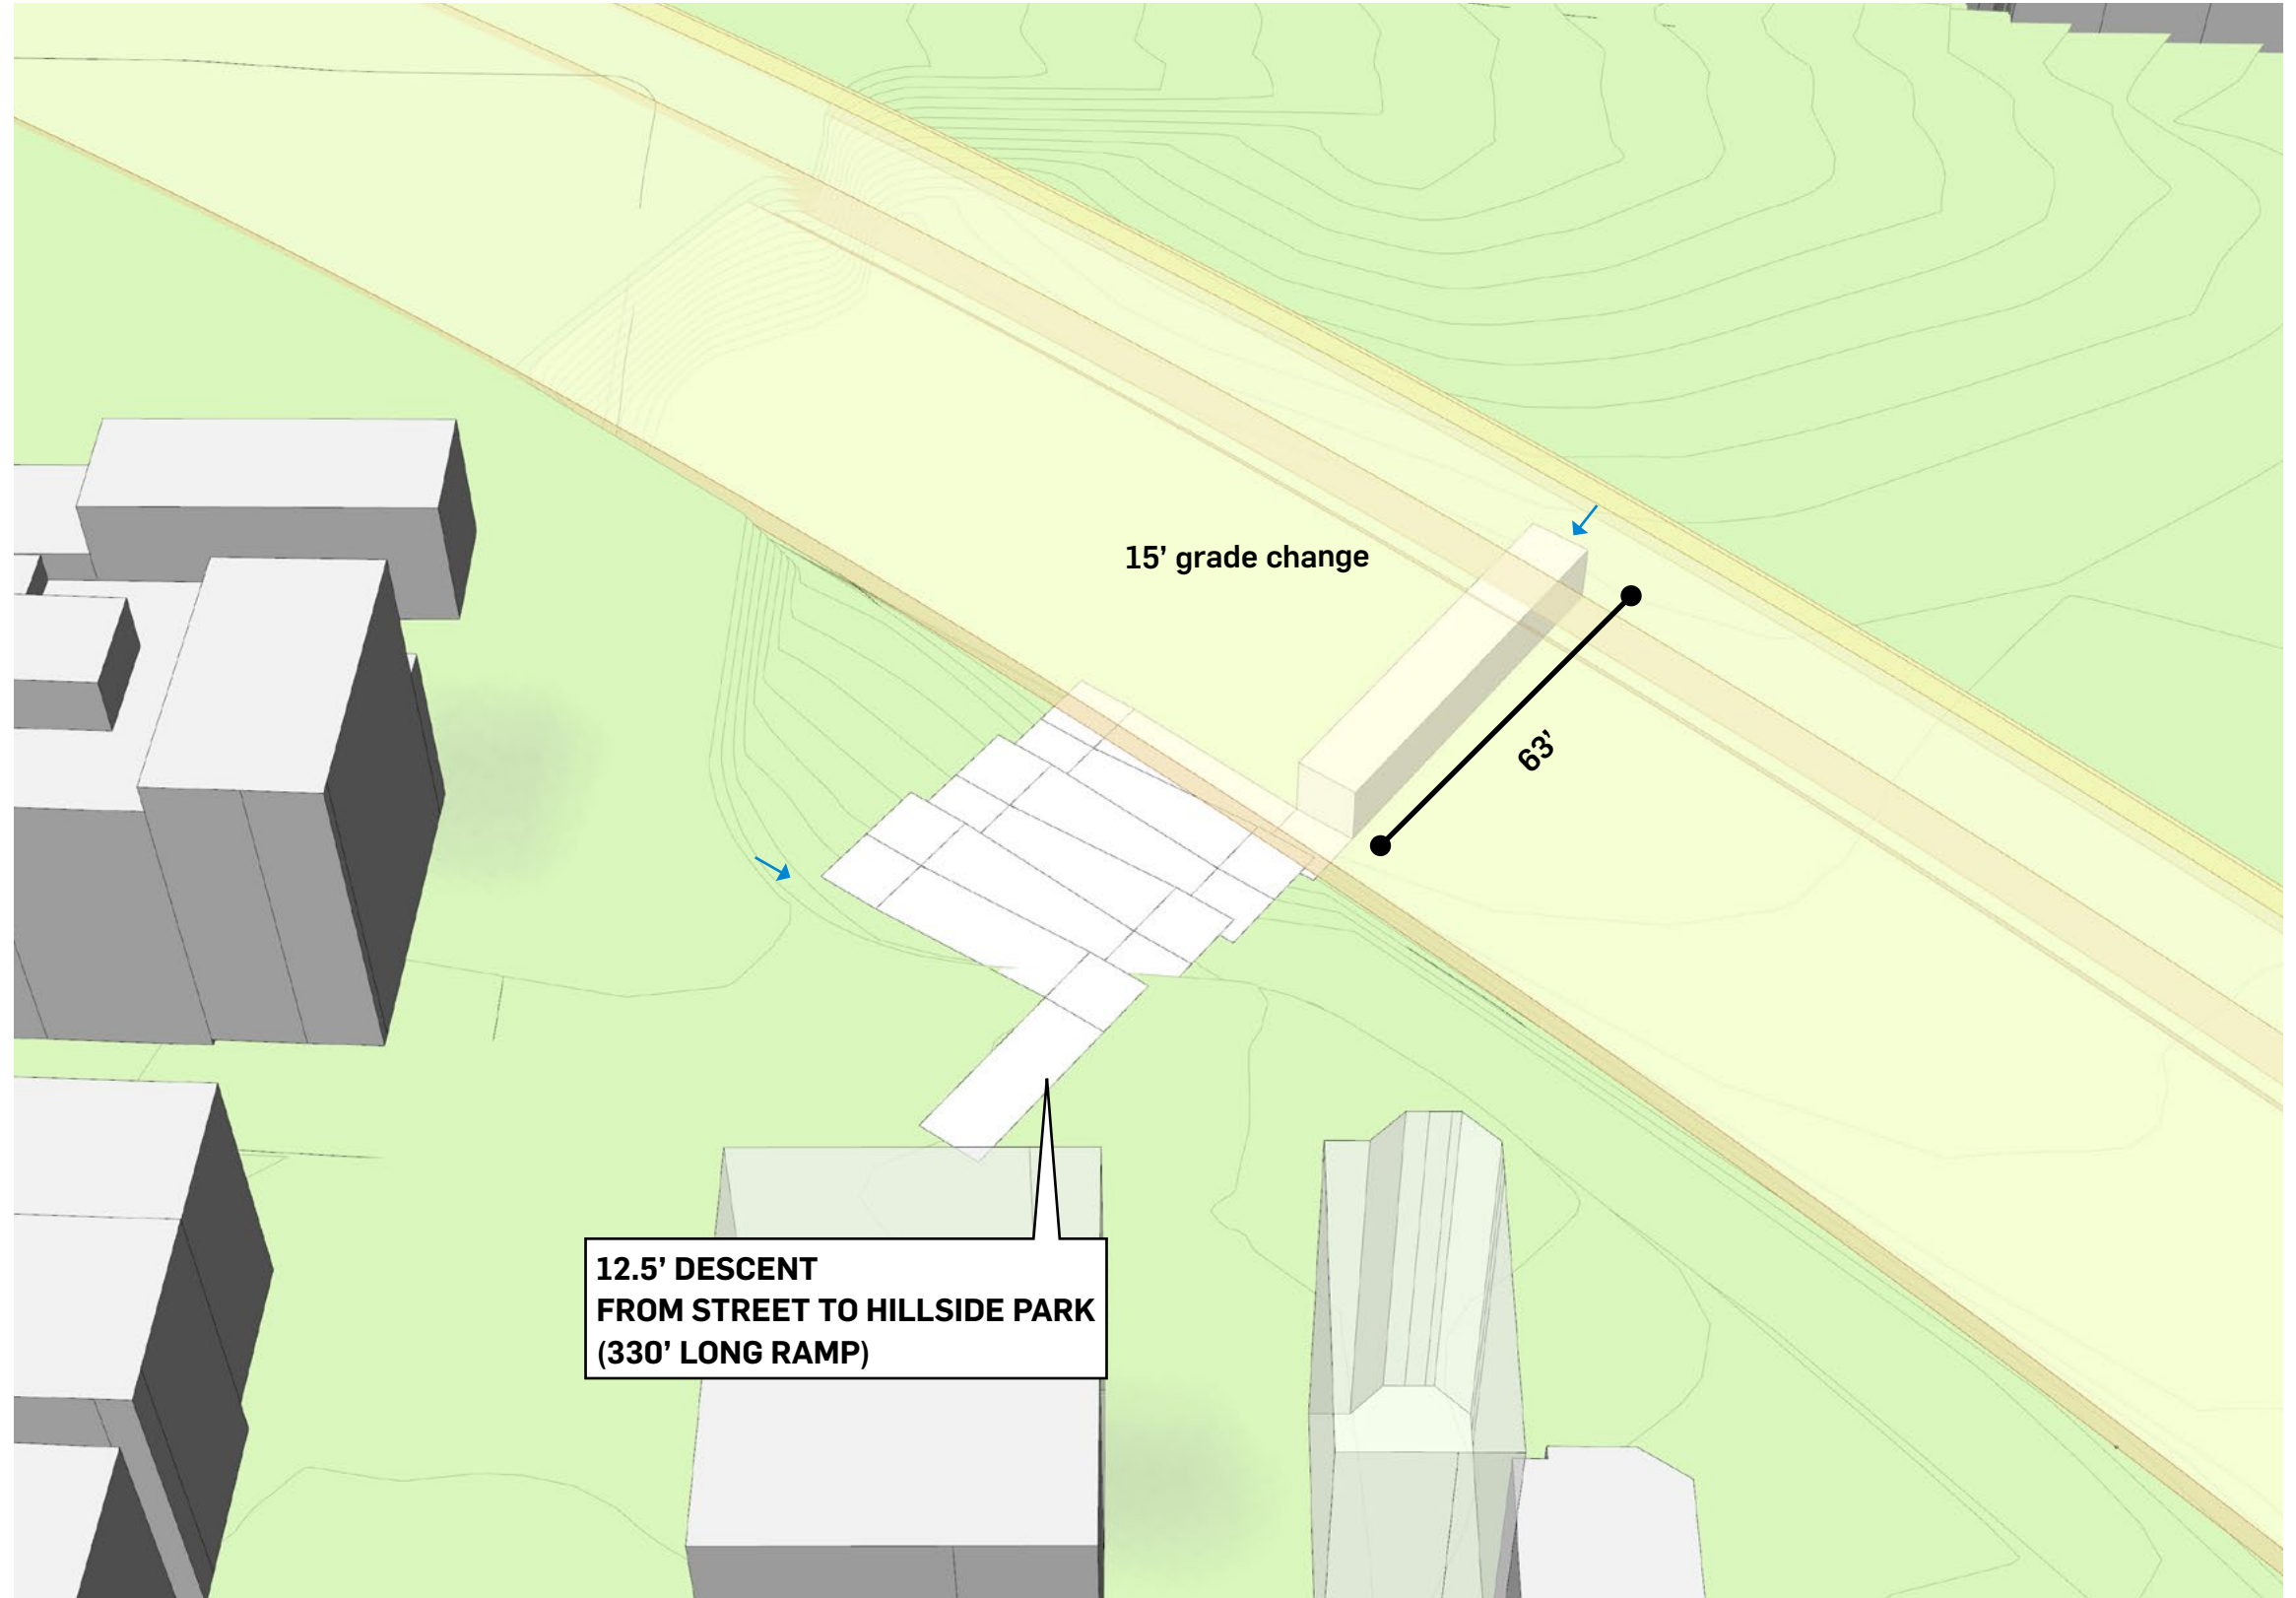 15’ grade change
63’
12.5’ DESCENT
FROM STREET TO HILLSIDE PARK
(330’ LONG RAMP)